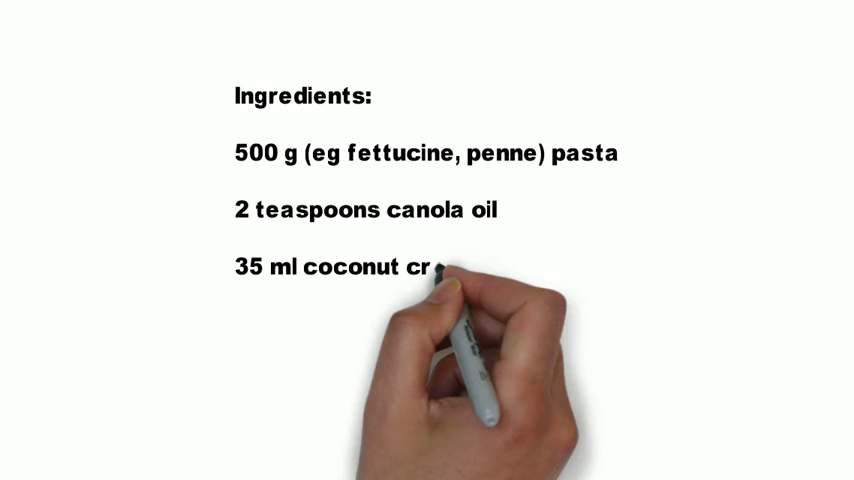 Ingredients:
500 g (eg fettucine, penne) pasta
2 teaspoons canola oil
35 ml coconut cr